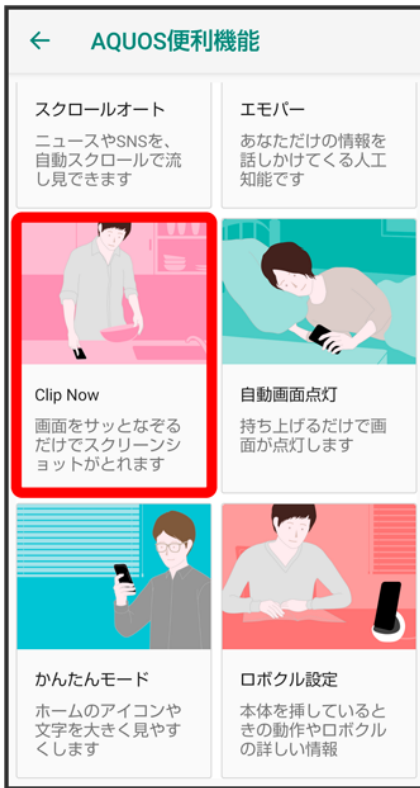 ← AQUOS便利機能
スクロールオート
ニュースやSNSを、
自動スクロールで流
し見できます
エモパー
あなただけの情報を
話しかけてくる人工
知能です
Clip Now
画面をサッとなぞる
だけでスクリーンシ
ョットがとれます
自動画面点灯
持ち上げるだけで画
面が点灯します
かんたんモード
ホームのアイコンや
文字を大きく見やす
くします
ロボクル設定
本体を挿していると
きの動作やロボクル
の詳しい情報